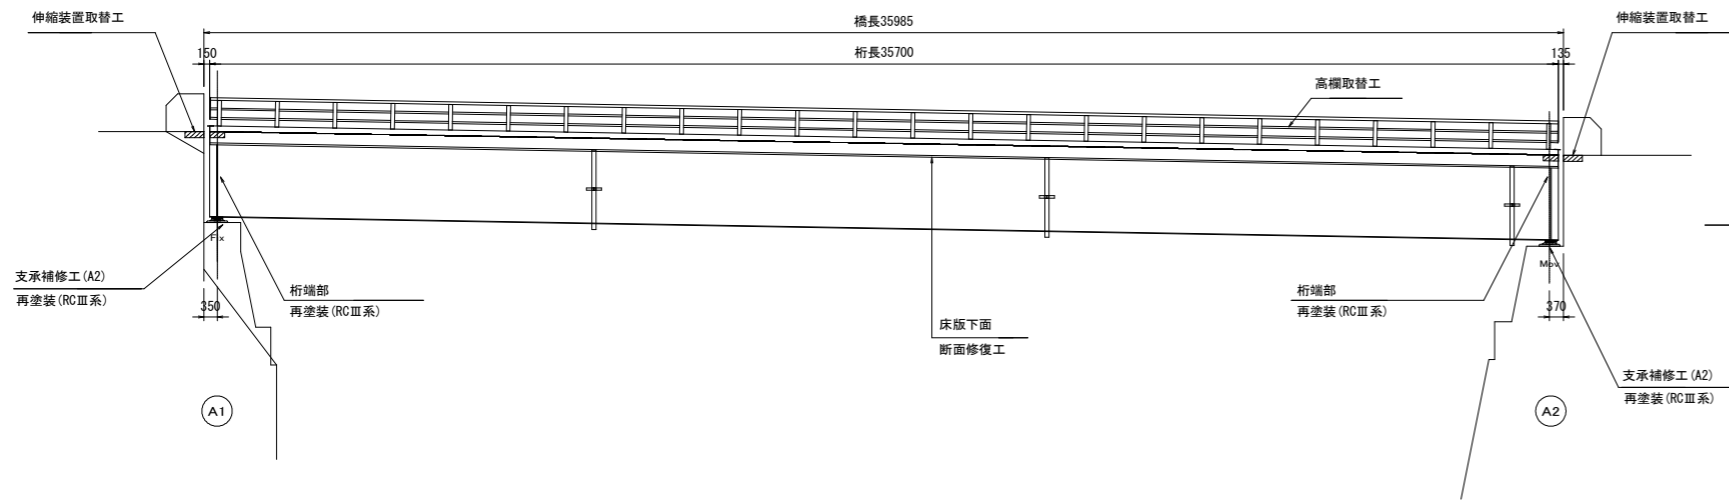 伸縮装置取替工
橋長35985
伸縮装置取替工
150
桁長35700
135
高欄取替工
Fix
Mov
支承補修工(A2)
再塗装(RCⅢ系)
桁端部
再塗装(RCⅢ系)
桁端部
再塗装(RCⅢ系)
350
370
床版下面
断面修復工
支承補修工(A2)
再塗装(RCⅢ系)
A1
A2